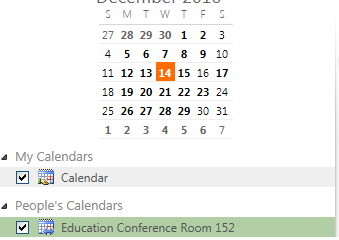 December 2016
S M T W T F S
27 28 29 30 1 2 3
4 5 6 7 8 9 10
11 12 13 14 15 16 17
18 19 20 21 22 23 24
25 26 27 28 29 30 31
1 2 3 4 5 6 7
My Calendars
Calendar
People's Calendars
Education Conference Room 152